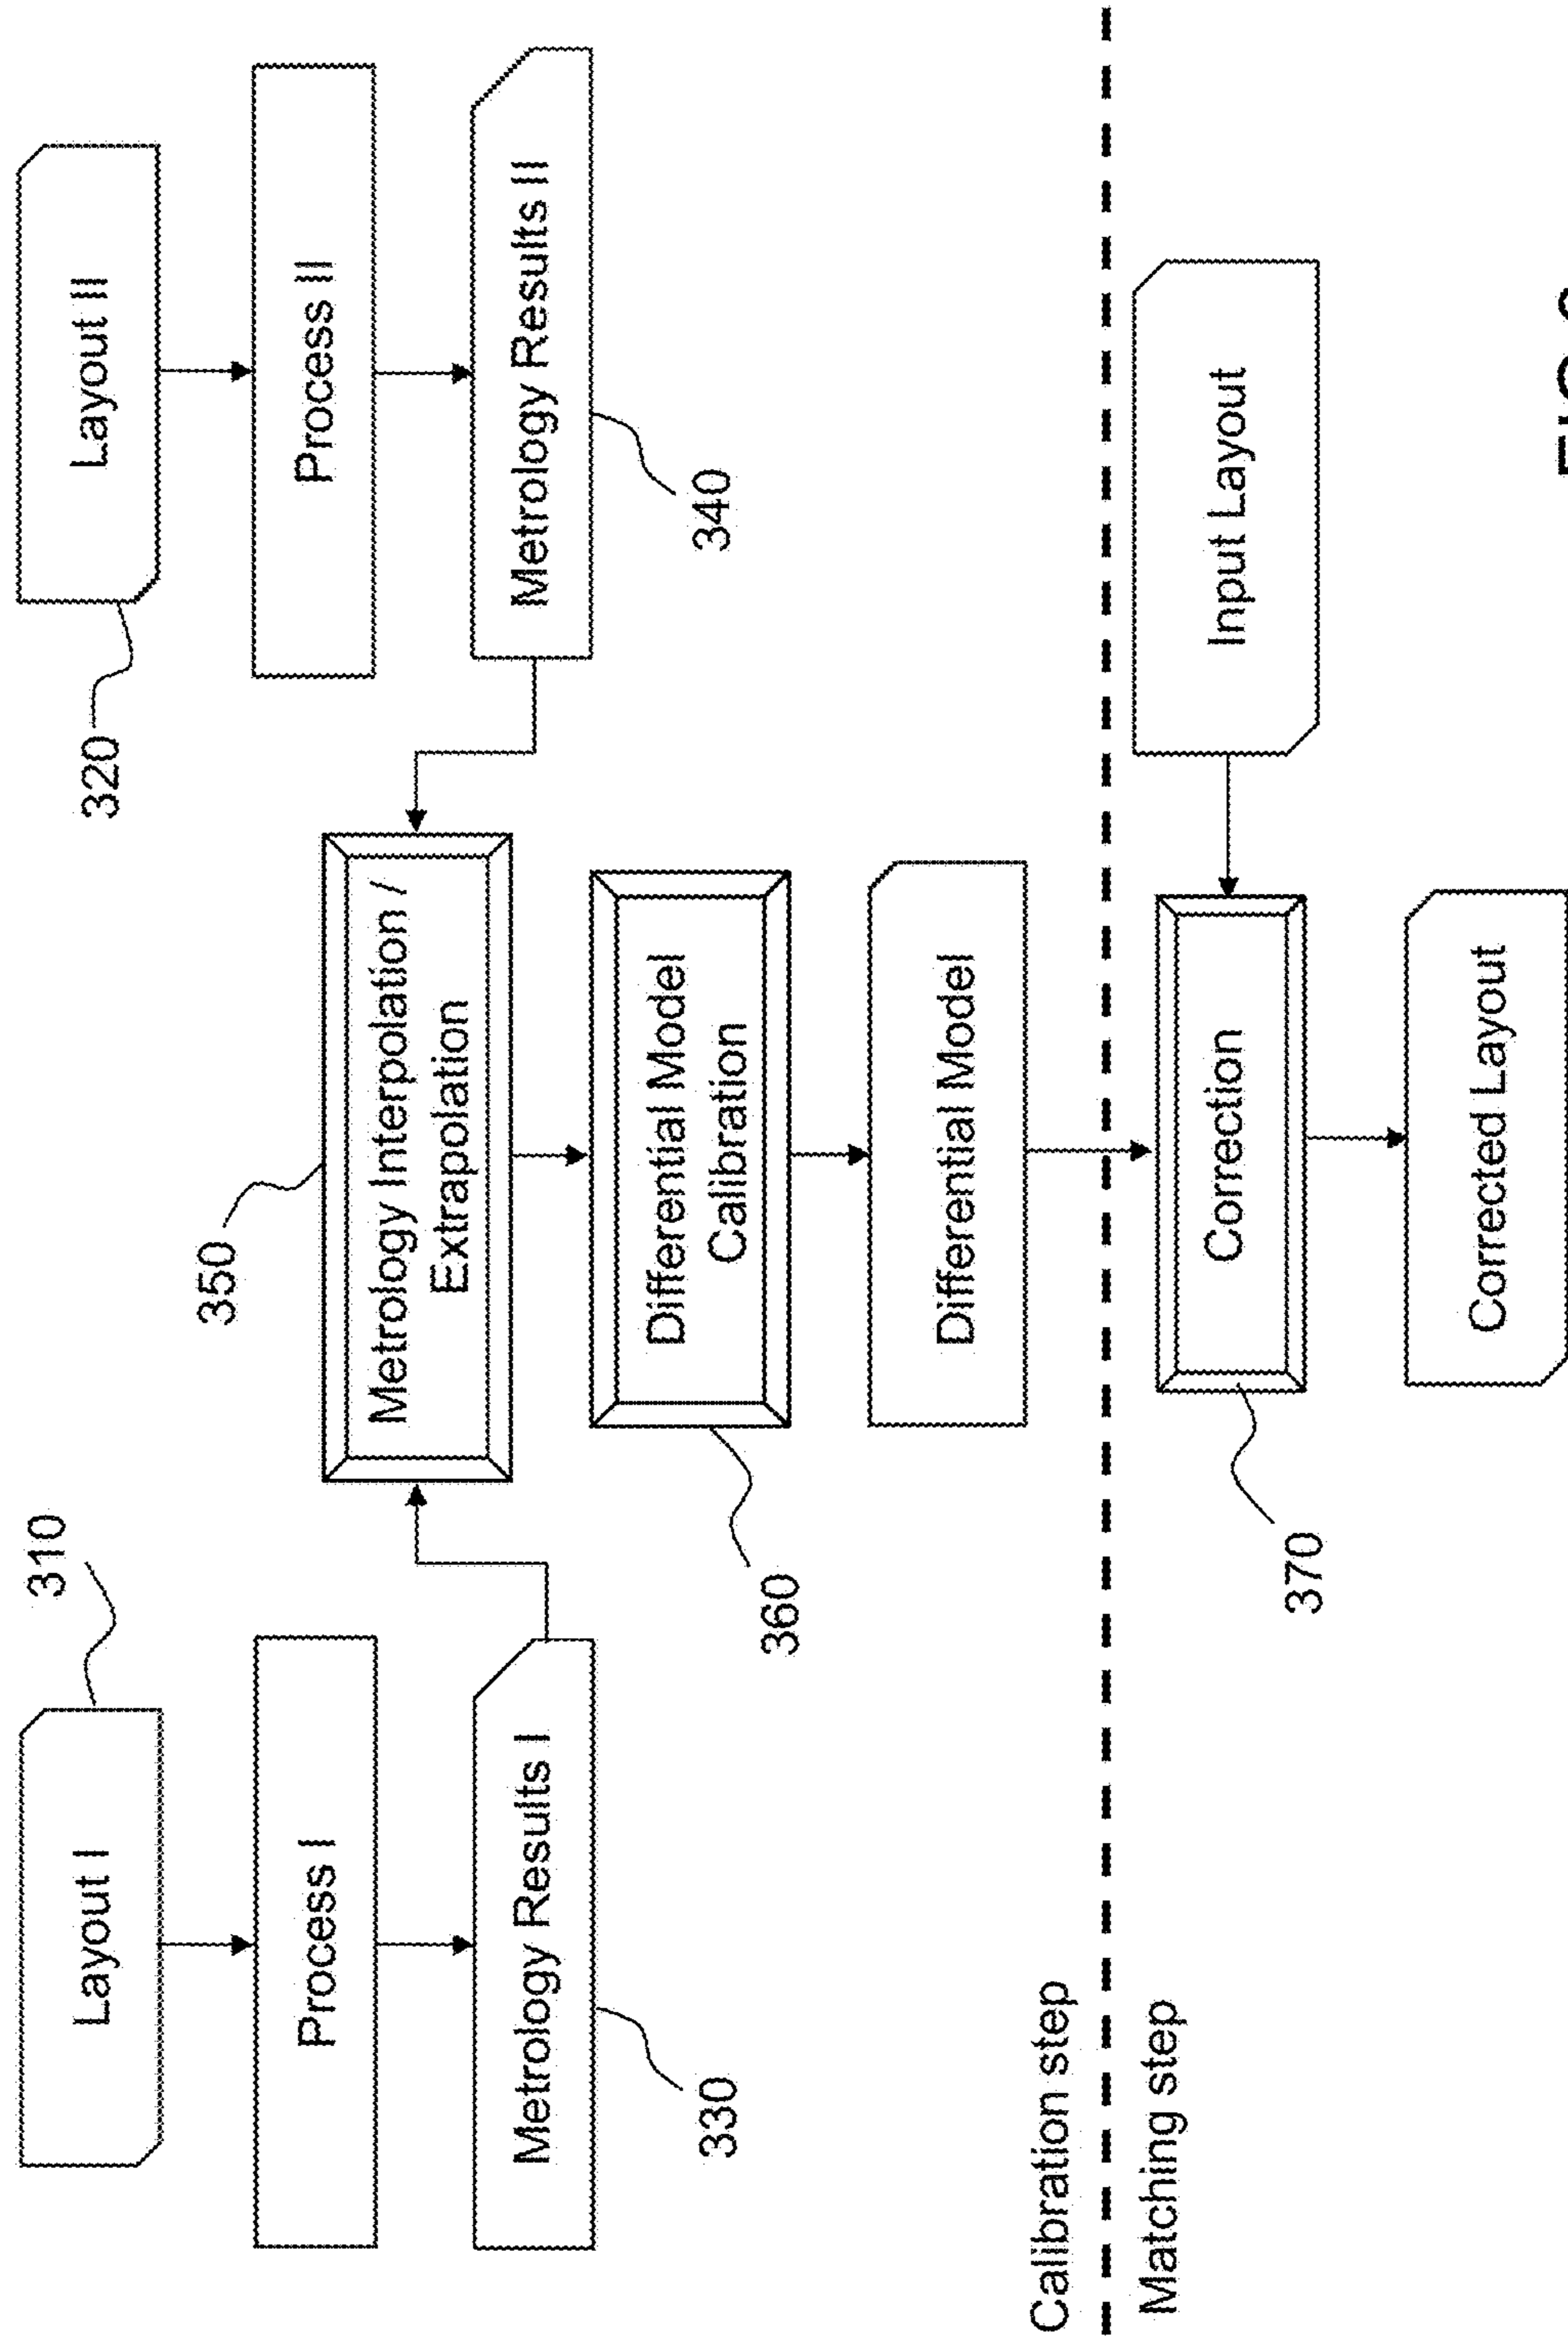 310
Layout I
320
Layout II
Process I
350
Process II
Metrology Interpolation /
Extrapolation
Metrology Results I
Metrology Results II
330
340
Differential Model
Calibration
360
Differential Model
Calibration step
Matching step
Correction
Input Layout
370
Corrected Layout
FIG.